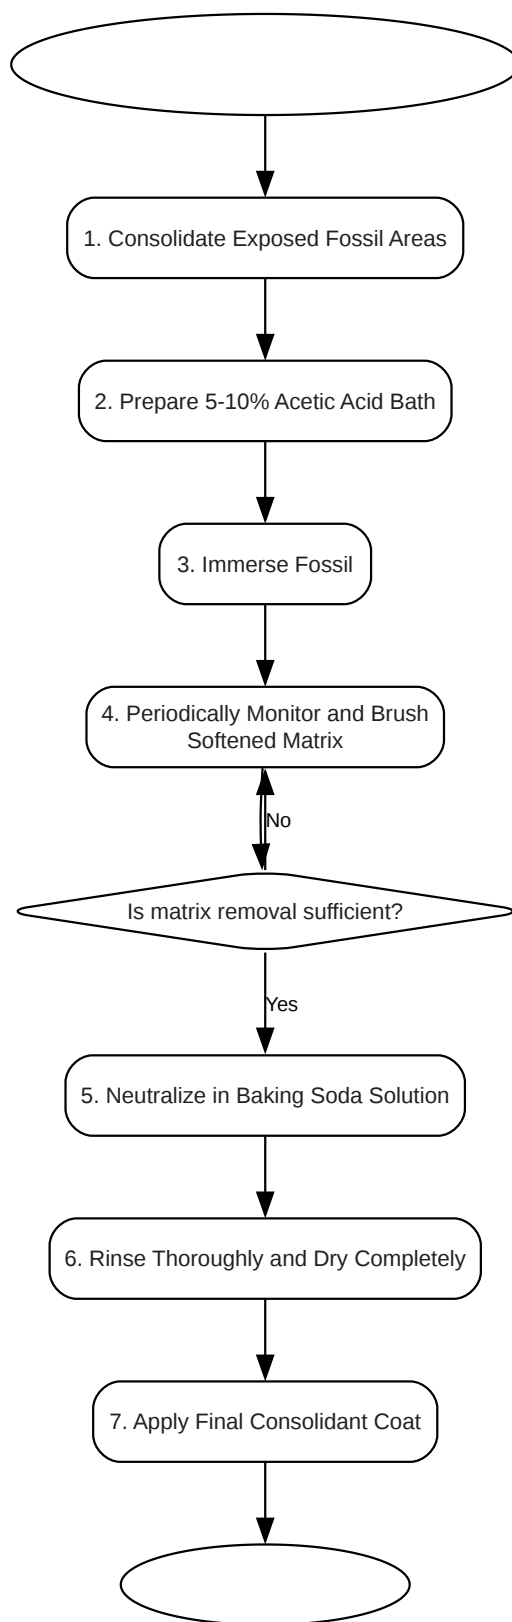 1. Consolidate Exposed Fossil Areas
2. Prepare 5-10% Acetic Acid Bath
3. Immerse Fossil
4. Periodically Monitor and Brush
Softened Matrix
No
Is matrix removal sufficient?
Yes
5. Neutralize in Baking Soda Solution
6. Rinse Thoroughly and Dry Completely
7. Apply Final Consolidant Coat